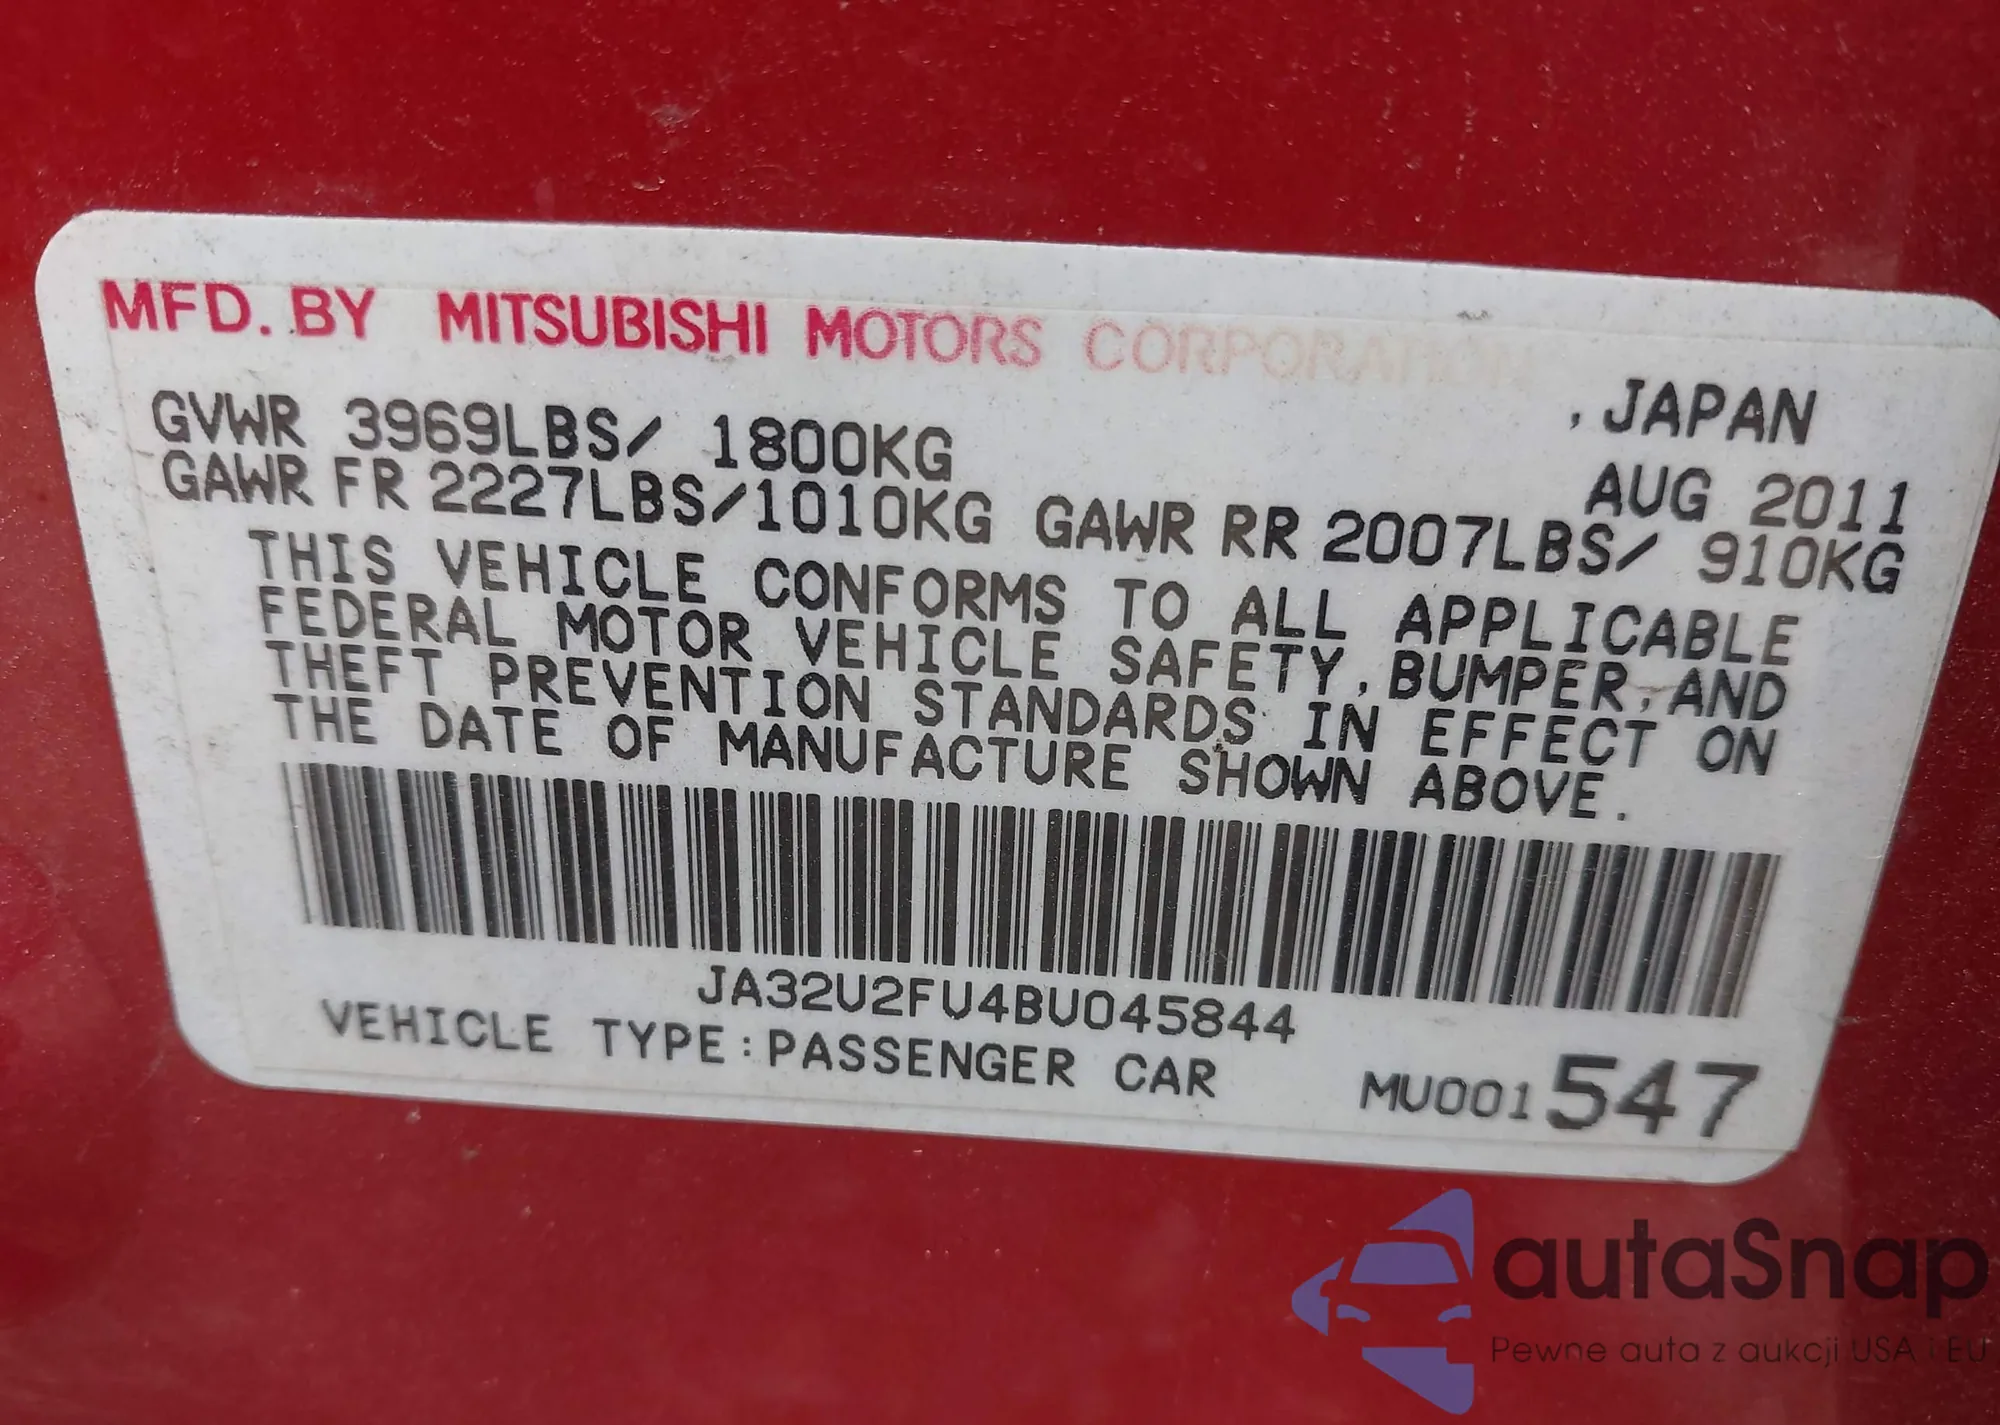 MFD. BY MITSUBISHI MOTORS CORPORATION
, JAPAN
GVWR 3969LBS/ 1800KG
AUG 2011
GAWR FR 2227LBS/1010KG GAWR RR 2007LBS/ 910KG
THIS VEHICLE CONFORMS TO ALL APPLICABLE
FEDERAL MOTOR VEHICLE SAFETY, BUMPER, AND
THEFT PREVENTION STANDARDS IN EFFECT ON
THE DATE OF MANUFACTURE SHOWN ABOVE.
JA32U2FU4BU045844
VEHICLE TYPE:PASSENGER CAR
MU001547
autaSnap
Pewne auta z aukcji USA i EU